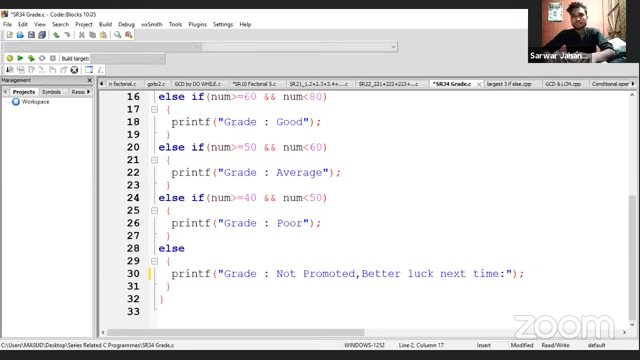 *SR34 Grade.c - Code::Blocks 10.05
File Edit View Search Project Build Debug wxSmith Tools Plugins Settings Help
Build target:
Management
Projects Symbols Resou
Workspace
n factorial.c goto2.c GCD by DO WHILE.c *SR10 Factorial 5.c SR21_1.2+2.3+3.4+... SR22_221+222+223+... *SR34 Grade.c largest 3 if else.c GCD & LCM.c Conditional oper
16 else if(num>=60 && num<80)
17 {
18 printf("Grade : Good");
19 }
20 else if(num>=50 && num<60)
21 {
22 printf("Grade : Average");
23 }
24 else if(num>=40 && num<50)
25 {
26 printf("Grade : Poor");
27 }
28 else
29 {
30 printf("Grade : Not Promoted,Better luck next time:");
31 }
32 }
33
C:\Users\MASUD\Desktop\Series Related C Programmes\SR34 Grade.c WINDOWS-1252 Line 2, Column 17 Insert Modified Read/Write default
Sarwar Jahan...
zoom